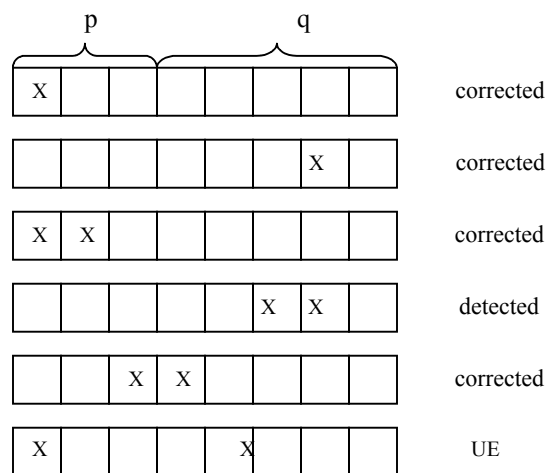 p q
X corrected
X corrected
X X corrected
X X detected
X X corrected
X X UE